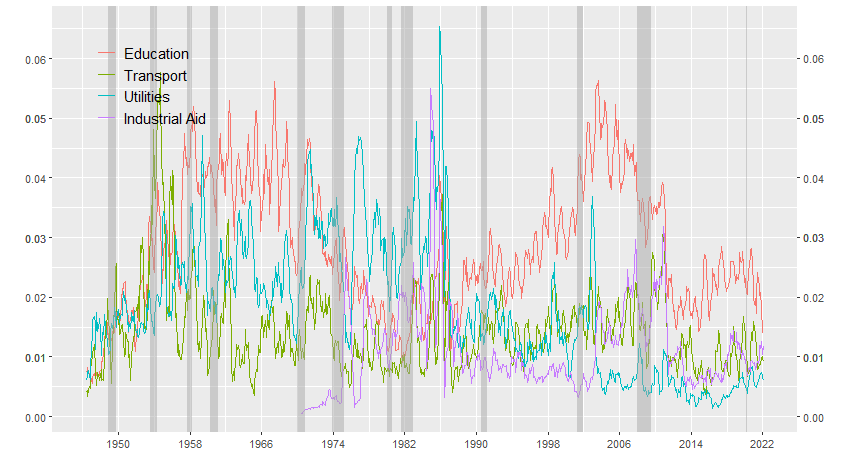 Education
Transport
Utilities
Industrial Aid
0.06 0.06
0.05 0.05
0.04 0.04
0.03 0.03
0.02 0.02
0.01 0.01
0.00 0.00
1950 1958 1966 1974 1982 1990 1998 2006 2014 2022